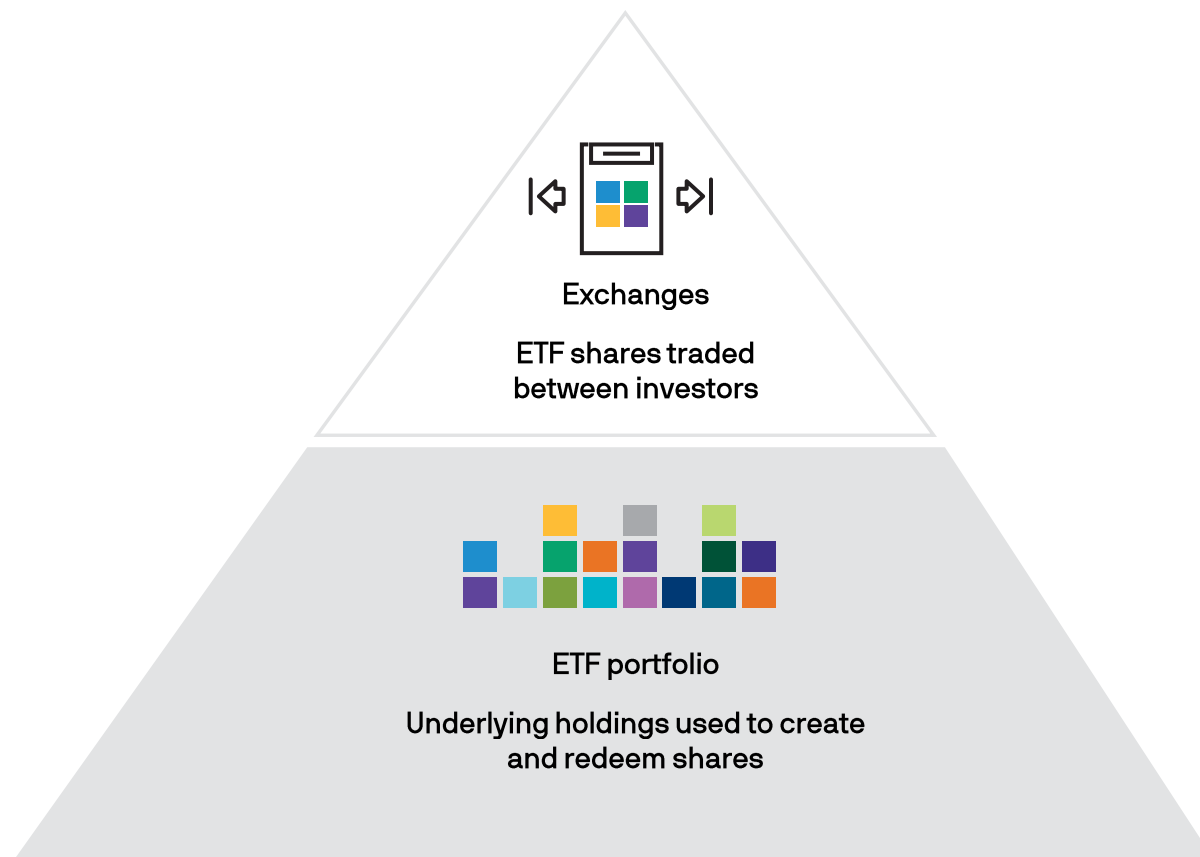 Exchanges
ETF shares traded
between investors
ETF portfolio
Underlying holdings used to create
and redeem shares